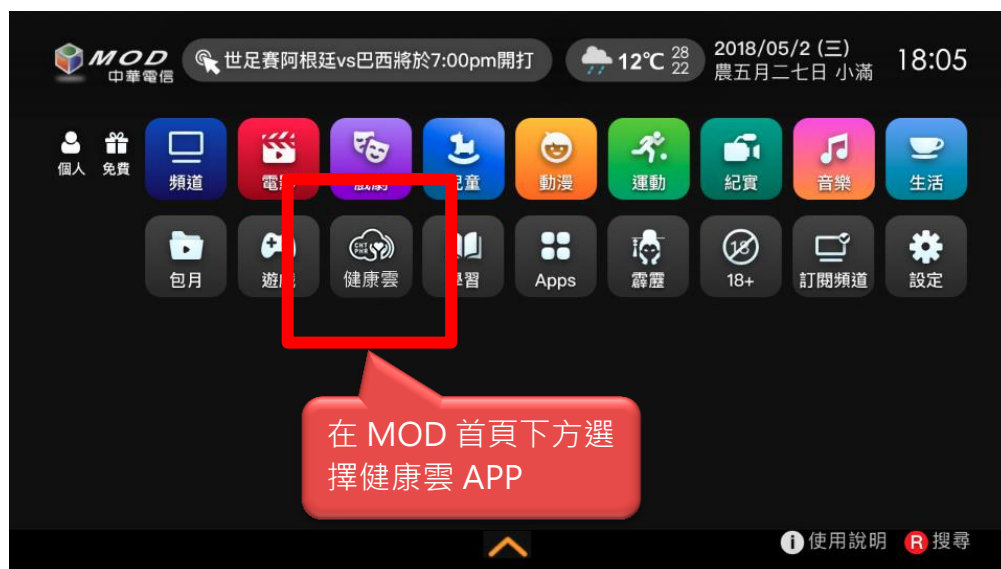 MOD
中華電信
世足賽阿根廷vs巴西將於7:00pm開打
12℃ 28 22
2018/05/2 (三)
農五月二七日 小滿
18:05
個人 免費 頻道 動漫 運動 紀實 音樂 生活
包月 健康雲 Apps 霹靂 18+ 訂閱頻道 設定
CHT
PHR
18
在 MOD 首頁下方選
擇健康雲 APP
i 使用說明 R 搜尋